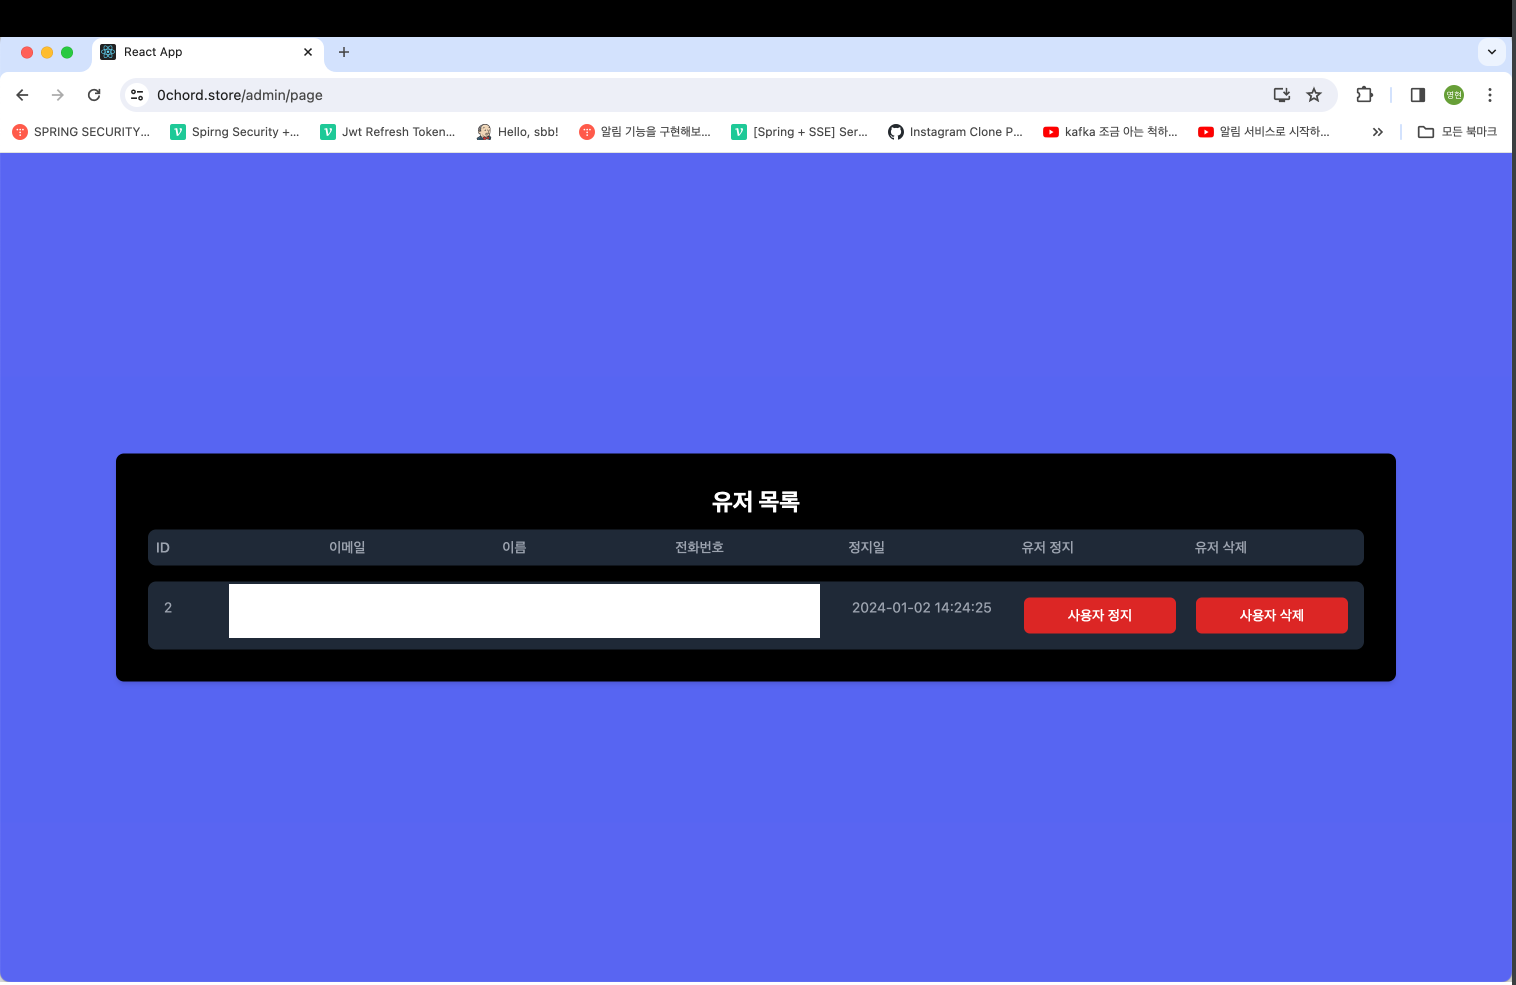 React App
0chord.store/admin/page
영현
SPRING SECURITY...
Spirng Security +...
Jwt Refresh Token...
Hello, sbb!
알림 기능을 구현해보...
[Spring + SSE] Ser...
Instagram Clone P...
kafka 조금 아는 척하...
알림 서비스로 시작하...
모든 북마크
유저 목록
ID 이메일 이름 전화번호 정지일 유저 정지 유저 삭제
2 2024-01-02 14:24:25 사용자 정지 사용자 삭제